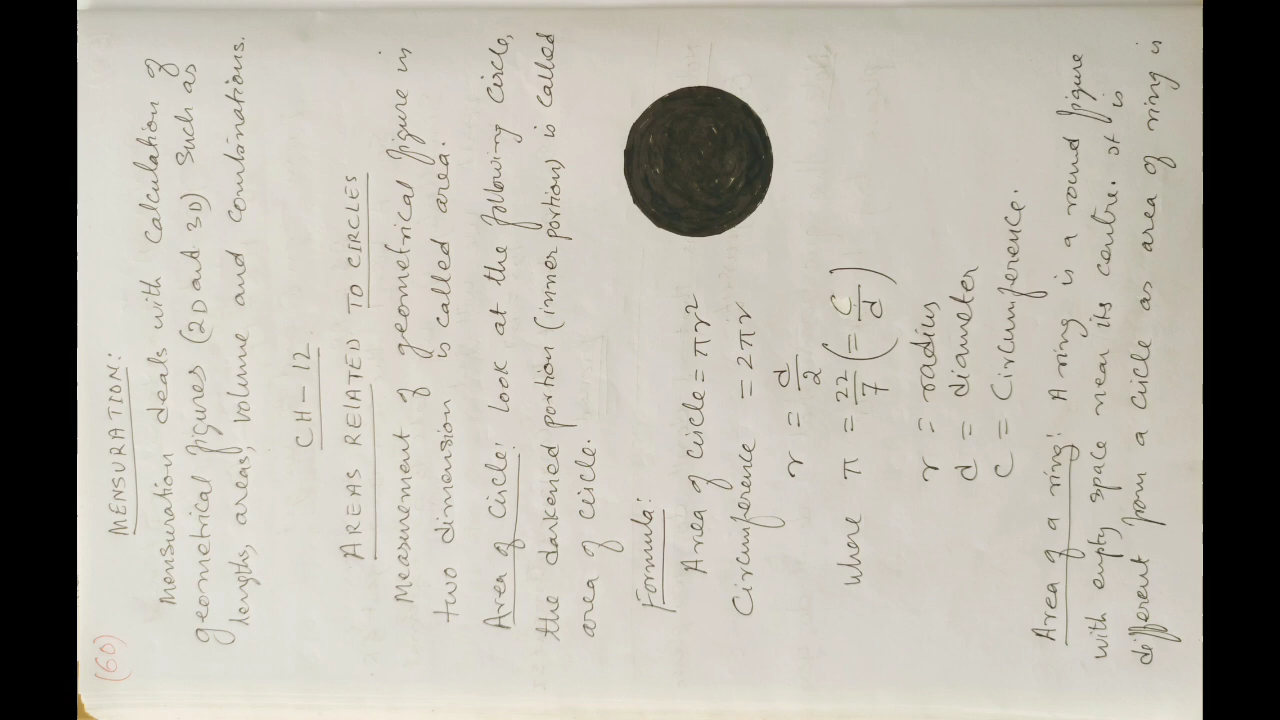 (60)
MENSURATION:
Mensuration deals with calculation of
geometrical figures (2D and 3D) such as
lengths, areas, volume and combinations.
CH-12
AREAS RELATED TO CIRCLES
Measurement of geometrical figure in
two dimension is called area.
Area of circle: Look at the following circle,
the darkened portion (inner portion) is called
area of circle.
Formula:
Area of circle = πr²
Circumference = 2πr
r = d/2
Where π = 22/7 (= C/d)
r = radius
d = diameter
C = Circumference.
Area of a ring: A ring is a round figure
with empty space near its centre. It is
different from a circle as area of ring is